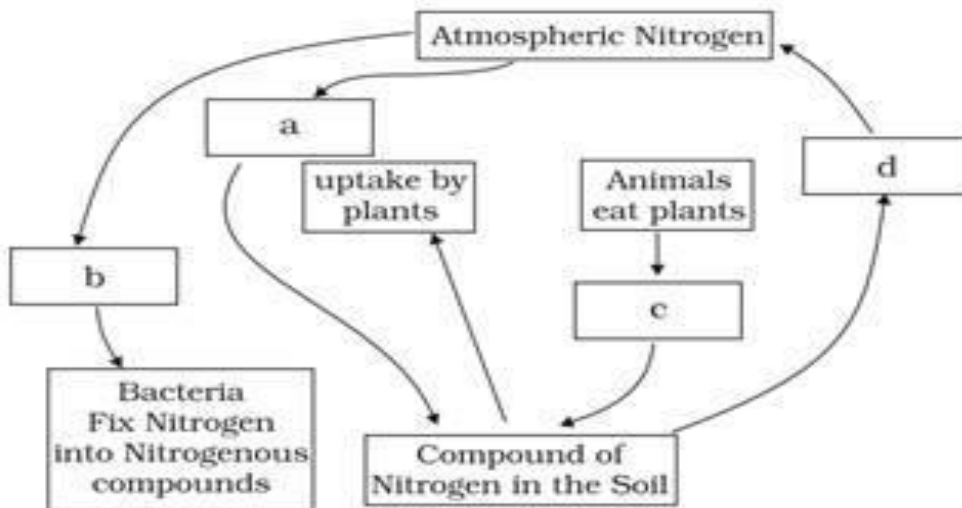 Atmospheric Nitrogen
a
uptake by
plants
Animals
eat plants
d
b
c
Bacteria
Fix Nitrogen
into Nitrogenous
compounds
Compound of
Nitrogen in the Soil